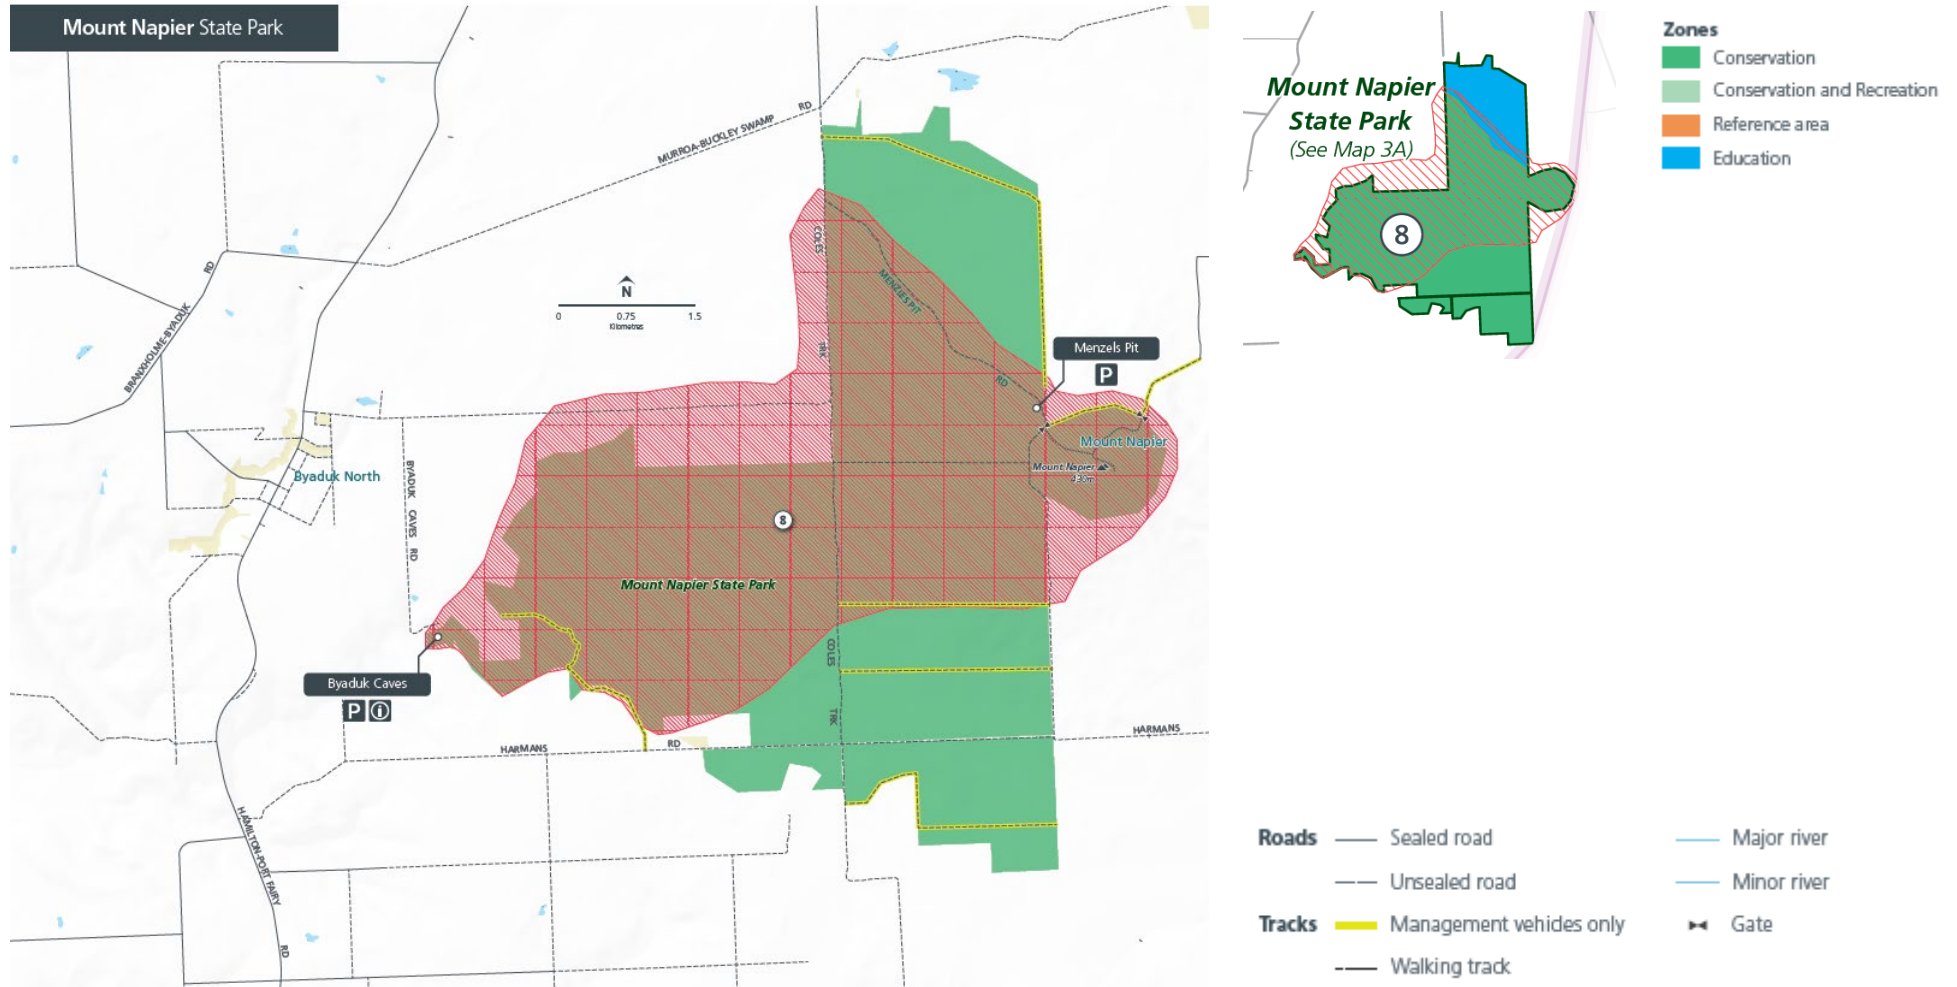 Mount Napier State Park
MURROA-BUCKLEY SWAMP
RD
COLES
TRK
MENZIES PIT
RD
N
0
0.75
1.5
Kilometres
BRANXHOLME-BYADUK
RD
Menzels Pit
P
Mount Napier
Mount Napier
430m
Byaduk North
BYADUK CAVES RD
8
Mount Napier State Park
Byaduk Caves
P i
COLES
TRK
HARMANS
RD
HARMANS
HAMILTON-PORT FAIRY
RD
Mount Napier
State Park
(See Map 3A)
8
Zones
Conservation
Conservation and Recreation
Reference area
Education
Roads
Sealed road
Major river
Unsealed road
Minor river
Tracks
Management vehicles only
Gate
Walking track